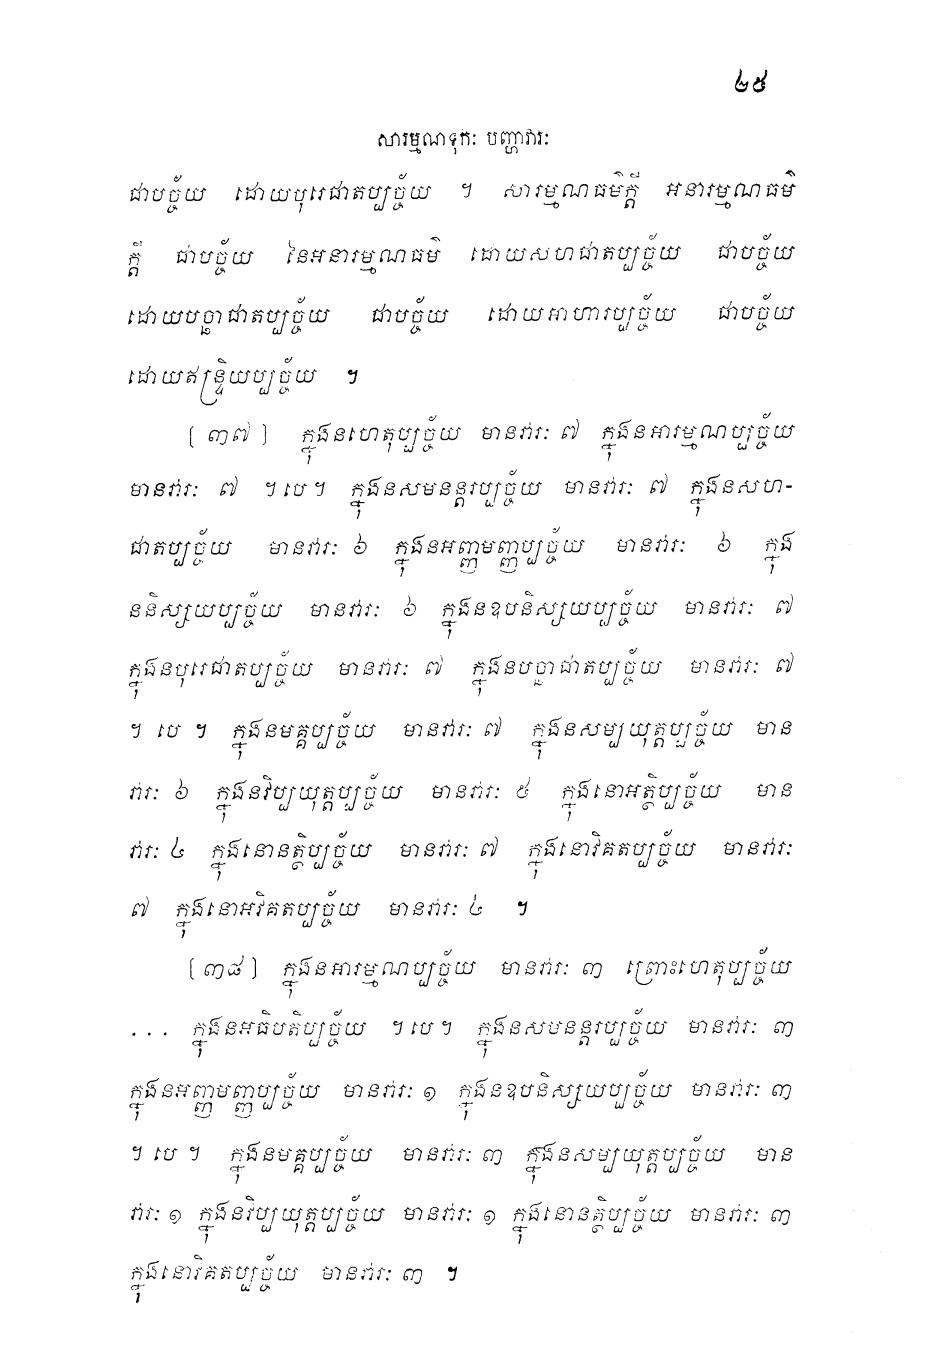 ២៥
សារម្មណទុកៈ បញ្ហាវារៈ
ជាបច្ច័យ ដោយបុរេជាតប្បច្ច័យ ។ សារម្មណធម៌ក្តី អនារម្មណធម៌
ក្តី ជាបច្ច័យ នៃអនារម្មណធម៌ ដោយសហជាតប្បច្ច័យ ជាបច្ច័យ
ដោយបច្ឆាជាតប្បច្ច័យ ជាបច្ច័យ ដោយអាហារប្បច្ច័យ ជាបច្ច័យ
ដោយឥន្ទ្រិយប្បច្ច័យ ។
[៣៧] ក្នុងនហេតុប្បច្ច័យ មានវារៈ ៧ ក្នុងនអារម្មណប្បច្ច័យ
មានវារៈ ៧ ។បេ។ ក្នុងនសមនន្តរប្បច្ច័យ មានវារៈ ៧ ក្នុងនសហ-
ជាតប្បច្ច័យ មានវារៈ ៦ ក្នុងនអញ្ញមញ្ញប្បច្ច័យ មានវារៈ ៦ ក្នុង
ននិស្សយប្បច្ច័យ មានវារៈ ៦ ក្នុងនឧបនិស្សយប្បច្ច័យ មានវារៈ ៧
ក្នុងនបុរេជាតប្បច្ច័យ មានវារៈ ៧ ក្នុងនបច្ឆាជាតប្បច្ច័យ មានវារៈ ៧
។ បេ ។ ក្នុងនមគ្គប្បច្ច័យ មានវារៈ ៧ ក្នុងនសម្បយុត្តប្បច្ច័យ មាន
វារៈ ៦ ក្នុងនវិប្បយុត្តប្បច្ច័យ មានវារៈ ៥ ក្នុងនោអត្ថិប្បច្ច័យ មាន
វារៈ ៤ ក្នុងនោនត្ថិប្បច្ច័យ មានវារៈ ៧ ក្នុងនោវិគតប្បច្ច័យ មានវារៈ
៧ ក្នុងនោអវិគតប្បច្ច័យ មានវារៈ ៤ ។
[៣៨] ក្នុងនអារម្មណប្បច្ច័យ មានវារៈ ៣ ព្រោះហេតុប្បច្ច័យ
... ក្នុងនអធិបតិប្បច្ច័យ ។បេ។ ក្នុងនសមនន្តរប្បច្ច័យ មានវារៈ ៣
ក្នុងនអញ្ញមញ្ញប្បច្ច័យ មានវារៈ ១ ក្នុងនឧបនិស្សយប្បច្ច័យ មានវារៈ ៣
។ បេ ។ ក្នុងនមគ្គប្បច្ច័យ មានវារៈ ៣ ក្នុងនសម្បយុត្តប្បច្ច័យ មាន
វារៈ ១ ក្នុងនវិប្បយុត្តប្បច្ច័យ មានវារៈ ១ ក្នុងនោនត្ថិប្បច្ច័យ មានវារៈ ៣
ក្នុងនោវិគតប្បច្ច័យ មានវារៈ ៣ ។